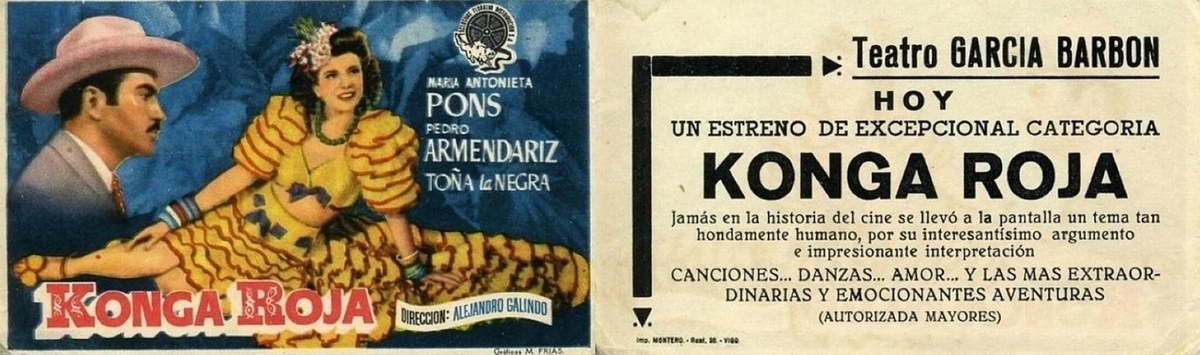 MARIA ANTONIETA
PONS
PEDRO
ARMENDARIZ
TOÑA la NEGRA
KONGA ROJA
DIRECCION: ALEJANDRO GALINDO
Gráficas M. FRIAS.
Teatro GARCIA BARBON
HOY
UN ESTRENO DE EXCEPCIONAL CATEGORIA
KONGA ROJA
Jamás en la historia del cine se llevó a la pantalla un tema tan
hondamente humano, por su interesantísimo argumento
e impresionante interpretación
CANCIONES... DANZAS... AMOR... Y LAS MAS EXTRAOR-
DINARIAS Y EMOCIONANTES AVENTURAS
(AUTORIZADA MAYORES)
Imp. MONTERO.- Real, 98. - VIGO